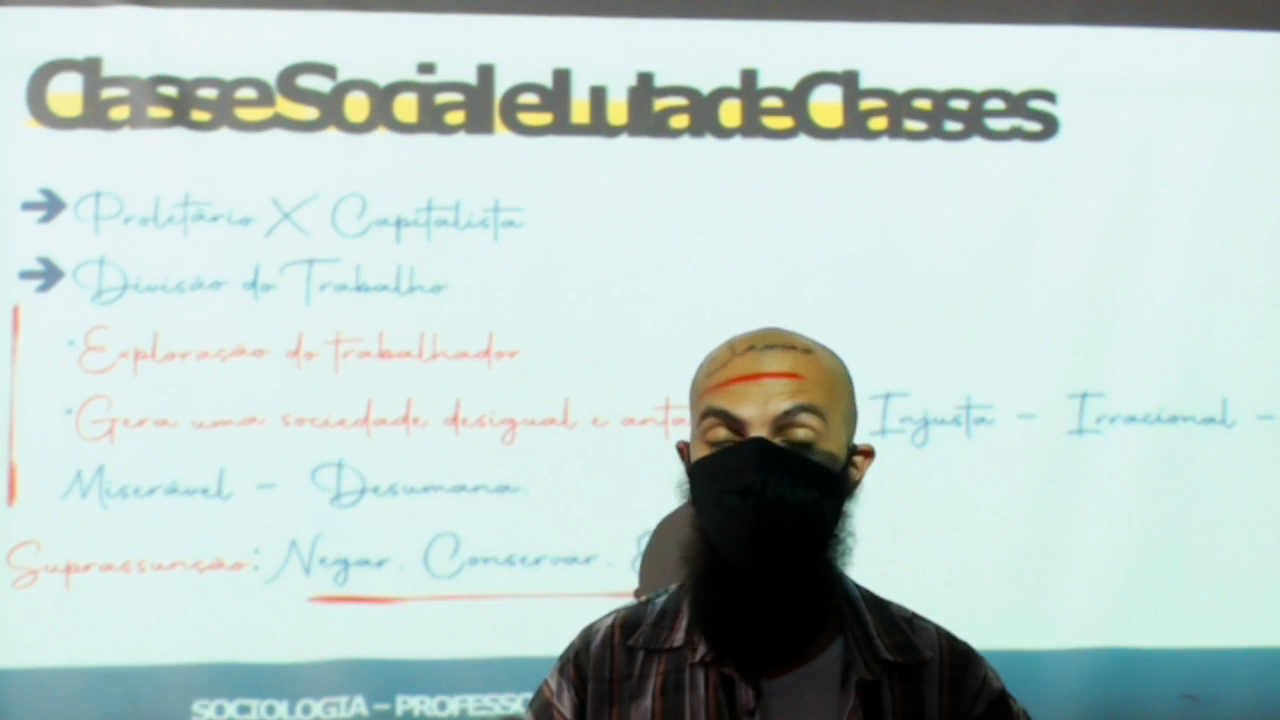 Classe Social e Luta de Classes
➔ Proletário X Capitalista
➔ Divisão do Trabalho
· Exploração do trabalhador
· Gera uma sociedade desigual e anta Injusta - Irracional -
Miserável - Desumana.
Suprassunção: Negar. Conservar.
SOCIOLOGIA – PROFESSO